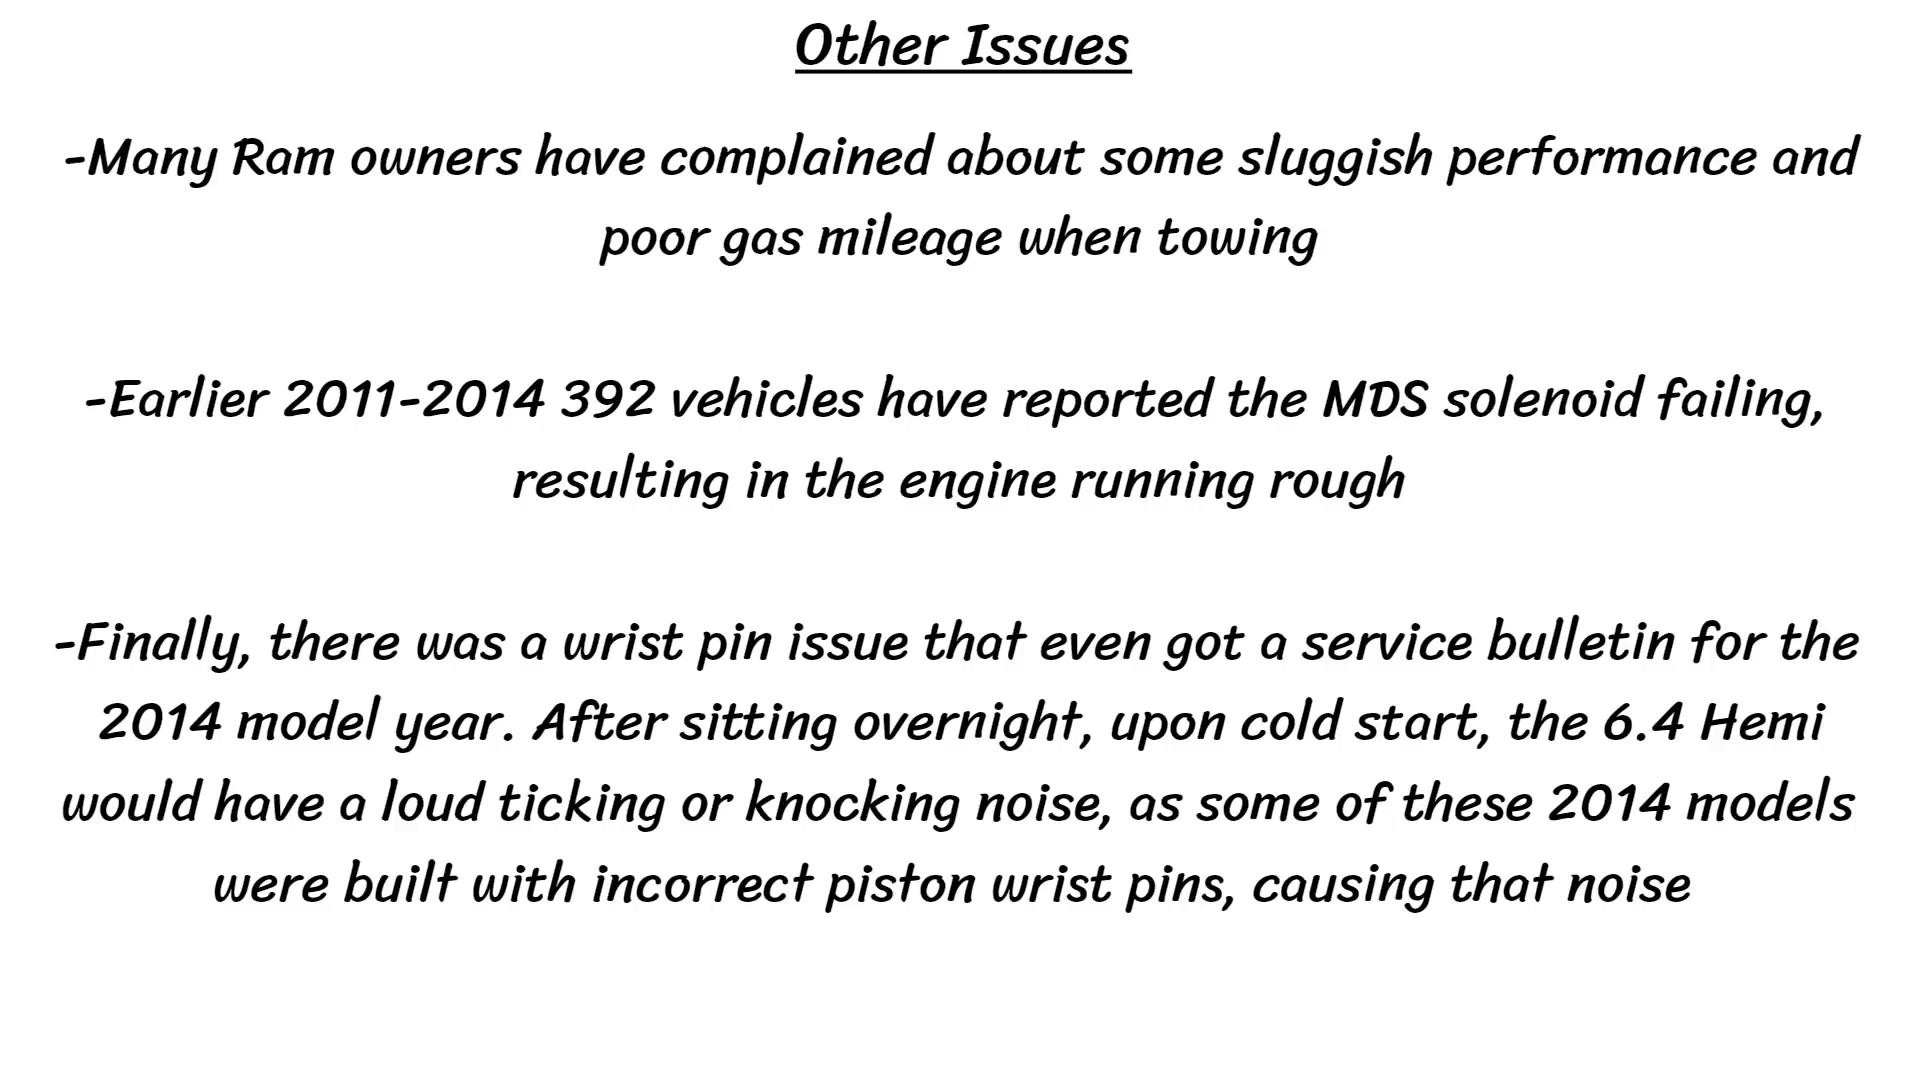 Other Issues
-Many Ram owners have complained about some sluggish performance and
poor gas mileage when towing
-Earlier 2011-2014 392 vehicles have reported the MDS solenoid failing,
resulting in the engine running rough
-Finally, there was a wrist pin issue that even got a service bulletin for the
2014 model year. After sitting overnight, upon cold start, the 6.4 Hemi
would have a loud ticking or knocking noise, as some of these 2014 models
were built with incorrect piston wrist pins, causing that noise